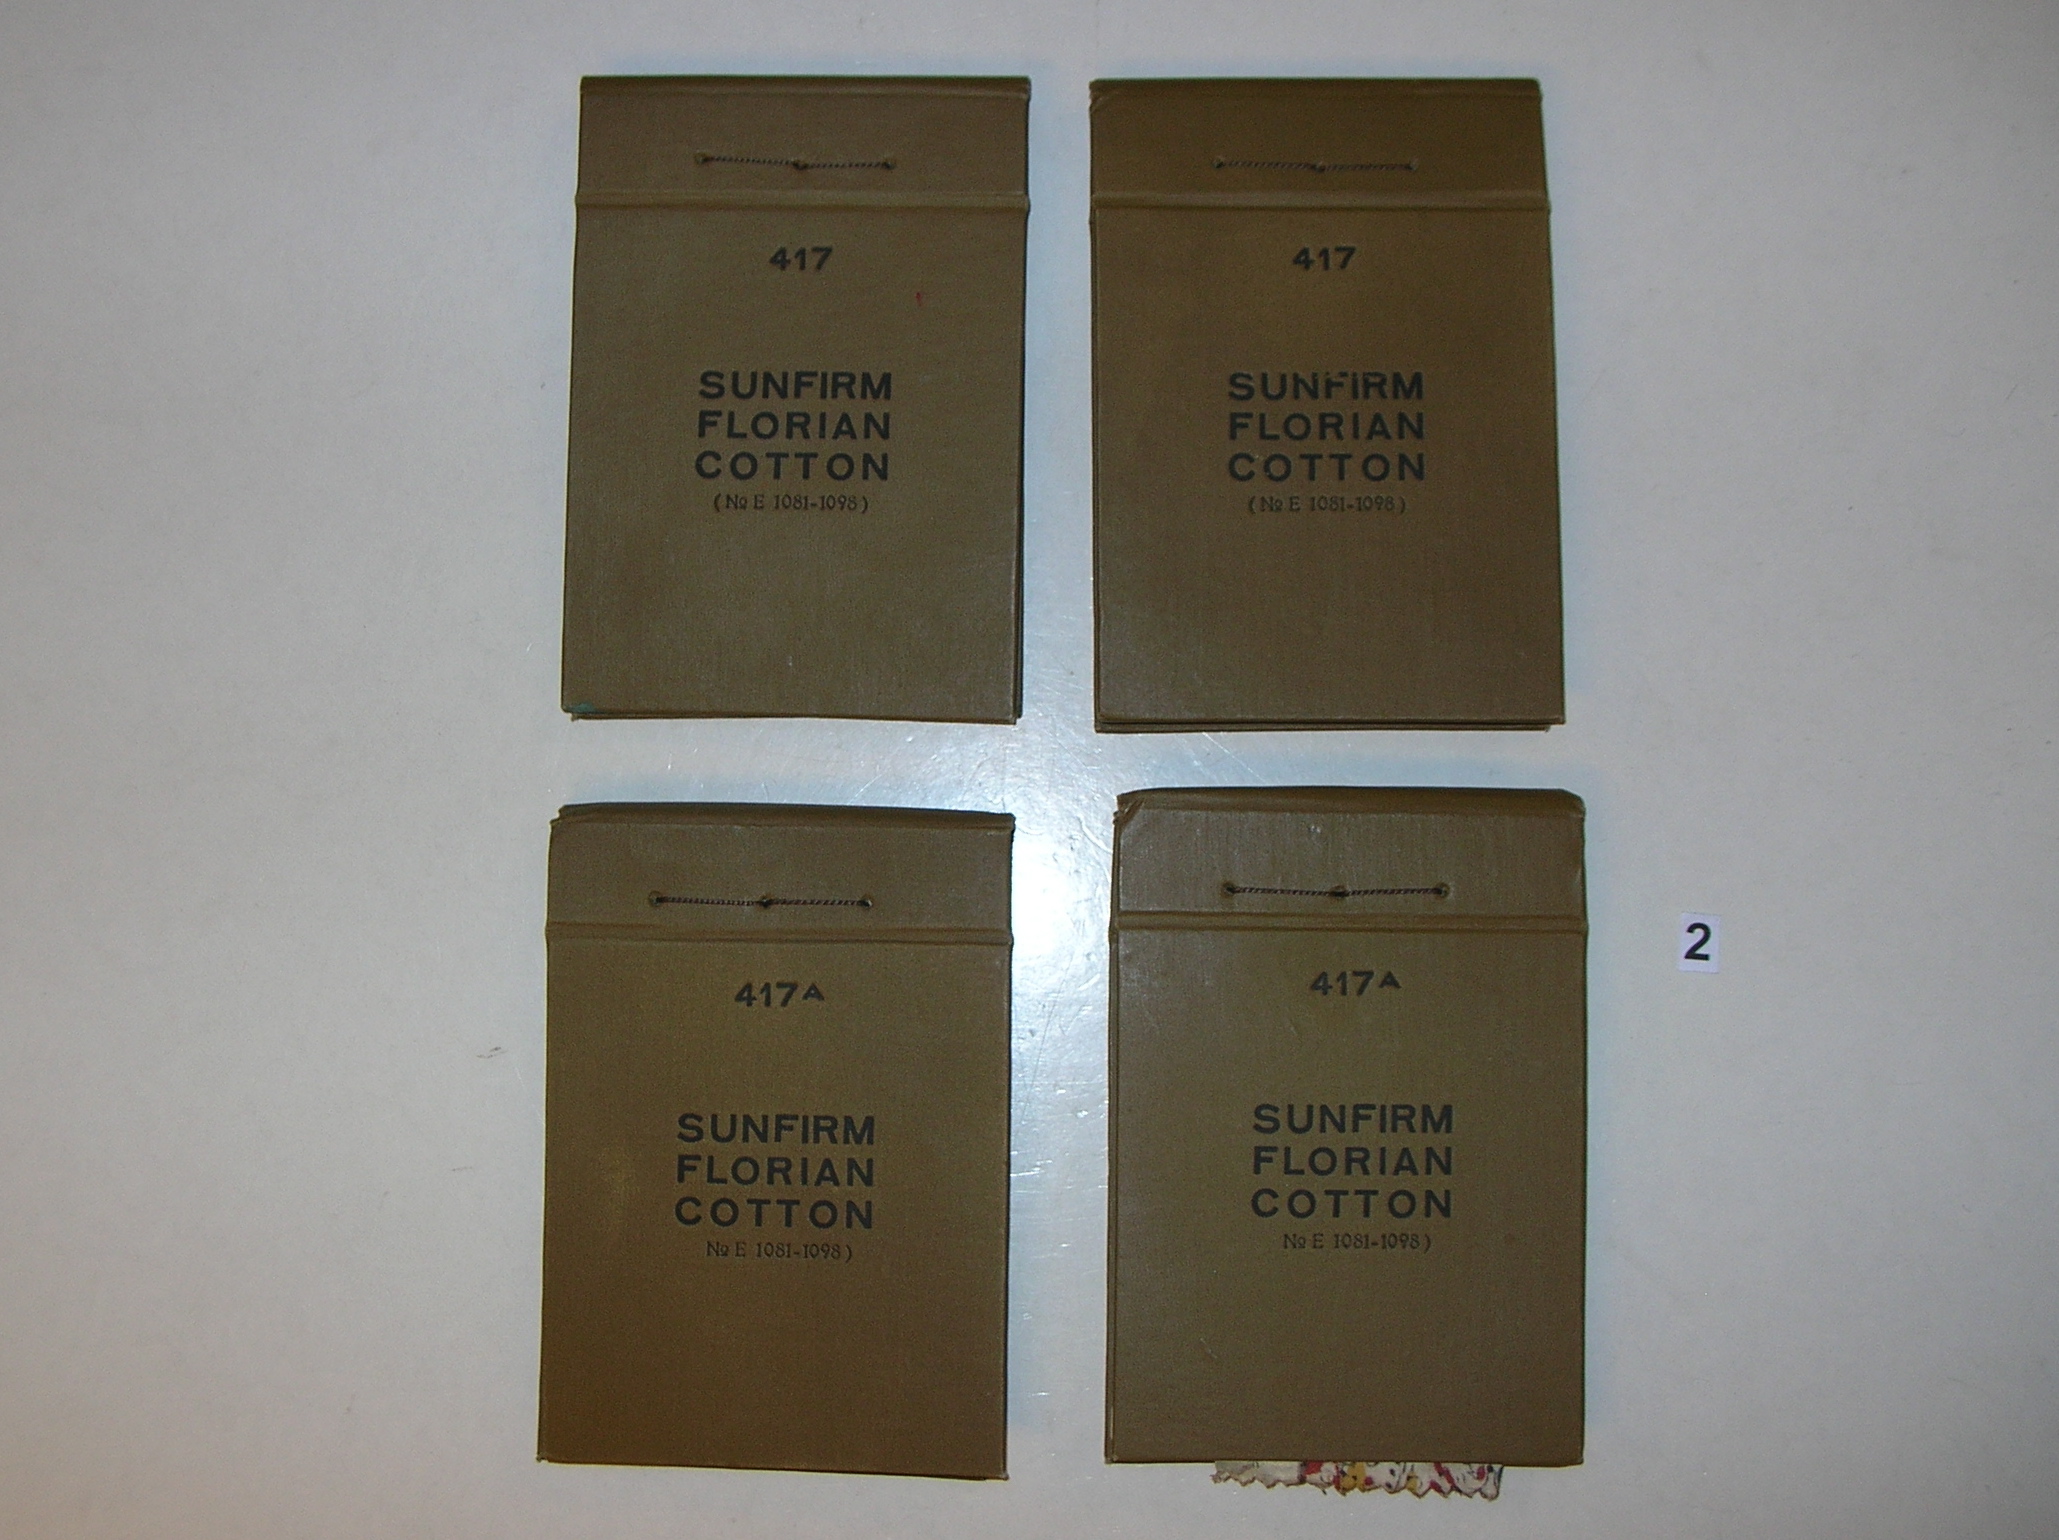 417
SUNFIRM
FLORIAN
COTTON
(No E 1081-1098)
417
SUNFIRM
FLORIAN
COTTON
(No E 1081-1098)
417A
SUNFIRM
FLORIAN
COTTON
No E 1081-1098)
417A
SUNFIRM
FLORIAN
COTTON
No E 1081-1098)
2